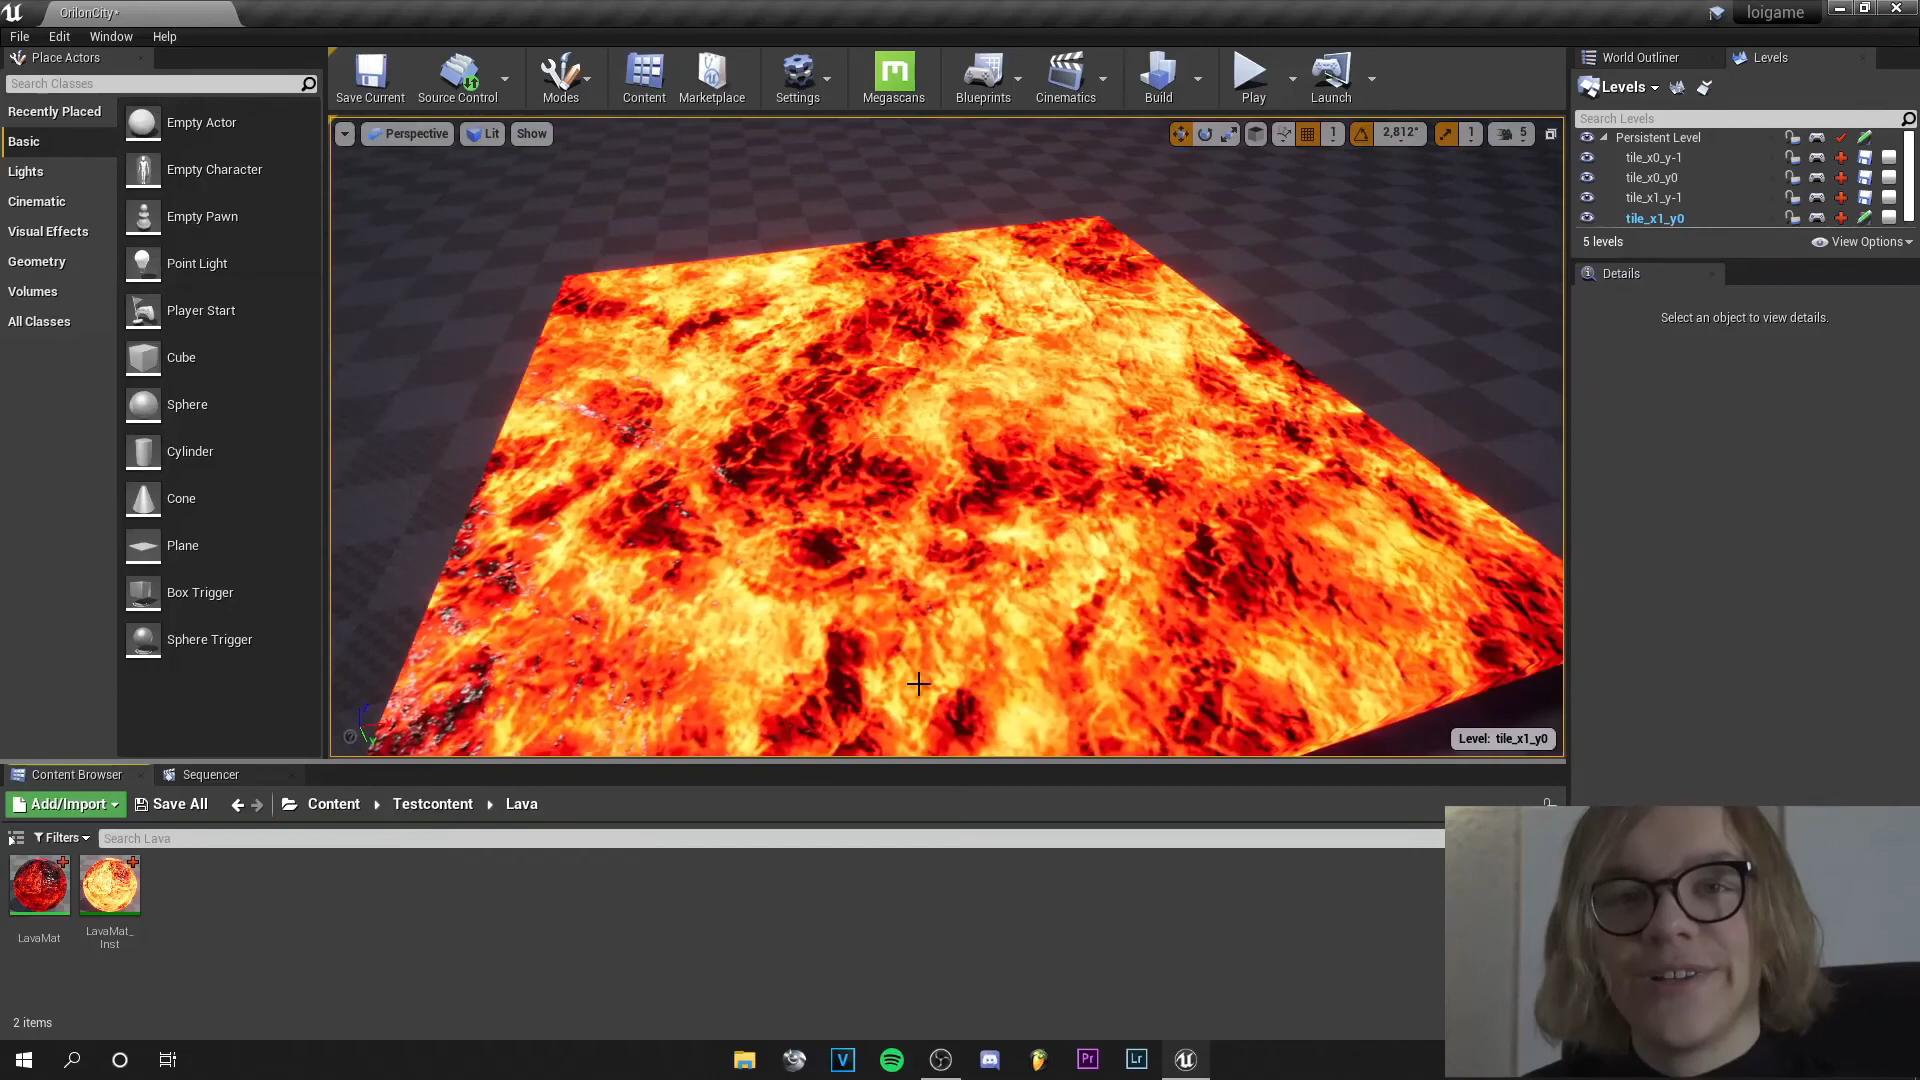 OrilonCity*
loigame
File Edit Window Help
Place Actors
Search Classes
Recently Placed
Basic
Lights
Cinematic
Visual Effects
Geometry
Volumes
All Classes
Empty Actor
Empty Character
Empty Pawn
Point Light
Player Start
Cube
Sphere
Cylinder
Cone
Plane
Box Trigger
Sphere Trigger
Save Current
Source Control
Modes
Content
Marketplace
Settings
Megascans
Blueprints
Cinematics
Build
Play
Launch
Perspective
Lit
Show
1
2,812°
1
5
Level: tile_x1_y0
World Outliner
Levels
Levels
Search Levels
Persistent Level
tile_x0_y-1
tile_x0_y0
tile_x1_y-1
tile_x1_y0
5 levels
View Options
Details
Select an object to view details.
Content Browser
Sequencer
Add/Import
Save All
Content
Testcontent
Lava
Filters
Search Lava
LavaMat
LavaMat_
Inst
2 items
V
Pr
Lr